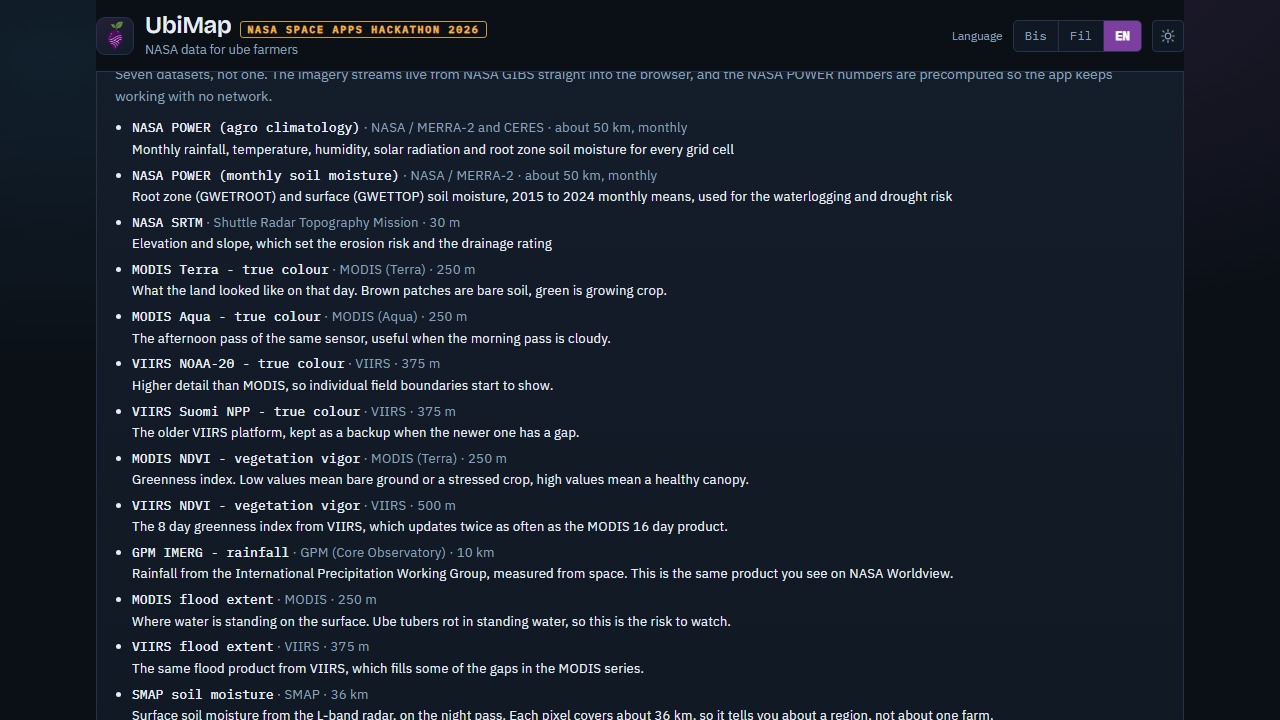 UbiMap
NASA SPACE APPS HACKATHON 2026
NASA data for ube farmers
Language
Bis
Fil
EN
Seven datasets, not one. The imagery streams live from NASA GIBS straight into the browser, and the NASA POWER numbers are precomputed so the app keeps
working with no network.
NASA POWER (agro climatology) · NASA / MERRA-2 and CERES · about 50 km, monthly
Monthly rainfall, temperature, humidity, solar radiation and root zone soil moisture for every grid cell
NASA POWER (monthly soil moisture) · NASA / MERRA-2 · about 50 km, monthly
Root zone (GWETROOT) and surface (GWETTOP) soil moisture, 2015 to 2024 monthly means, used for the waterlogging and drought risk
NASA SRTM · Shuttle Radar Topography Mission · 30 m
Elevation and slope, which set the erosion risk and the drainage rating
MODIS Terra - true colour · MODIS (Terra) · 250 m
What the land looked like on that day. Brown patches are bare soil, green is growing crop.
MODIS Aqua - true colour · MODIS (Aqua) · 250 m
The afternoon pass of the same sensor, useful when the morning pass is cloudy.
VIIRS NOAA-20 - true colour · VIIRS · 375 m
Higher detail than MODIS, so individual field boundaries start to show.
VIIRS Suomi NPP - true colour · VIIRS · 375 m
The older VIIRS platform, kept as a backup when the newer one has a gap.
MODIS NDVI - vegetation vigor · MODIS (Terra) · 250 m
Greenness index. Low values mean bare ground or a stressed crop, high values mean a healthy canopy.
VIIRS NDVI - vegetation vigor · VIIRS · 500 m
The 8 day greenness index from VIIRS, which updates twice as often as the MODIS 16 day product.
GPM IMERG - rainfall · GPM (Core Observatory) · 10 km
Rainfall from the International Precipitation Working Group, measured from space. This is the same product you see on NASA Worldview.
MODIS flood extent · MODIS · 250 m
Where water is standing on the surface. Ube tubers rot in standing water, so this is the risk to watch.
VIIRS flood extent · VIIRS · 375 m
The same flood product from VIIRS, which fills some of the gaps in the MODIS series.
SMAP soil moisture · SMAP · 36 km
Surface soil moisture from the L-band radar, on the night pass. Each pixel covers about 36 km, so it tells you about a region, not about one farm.